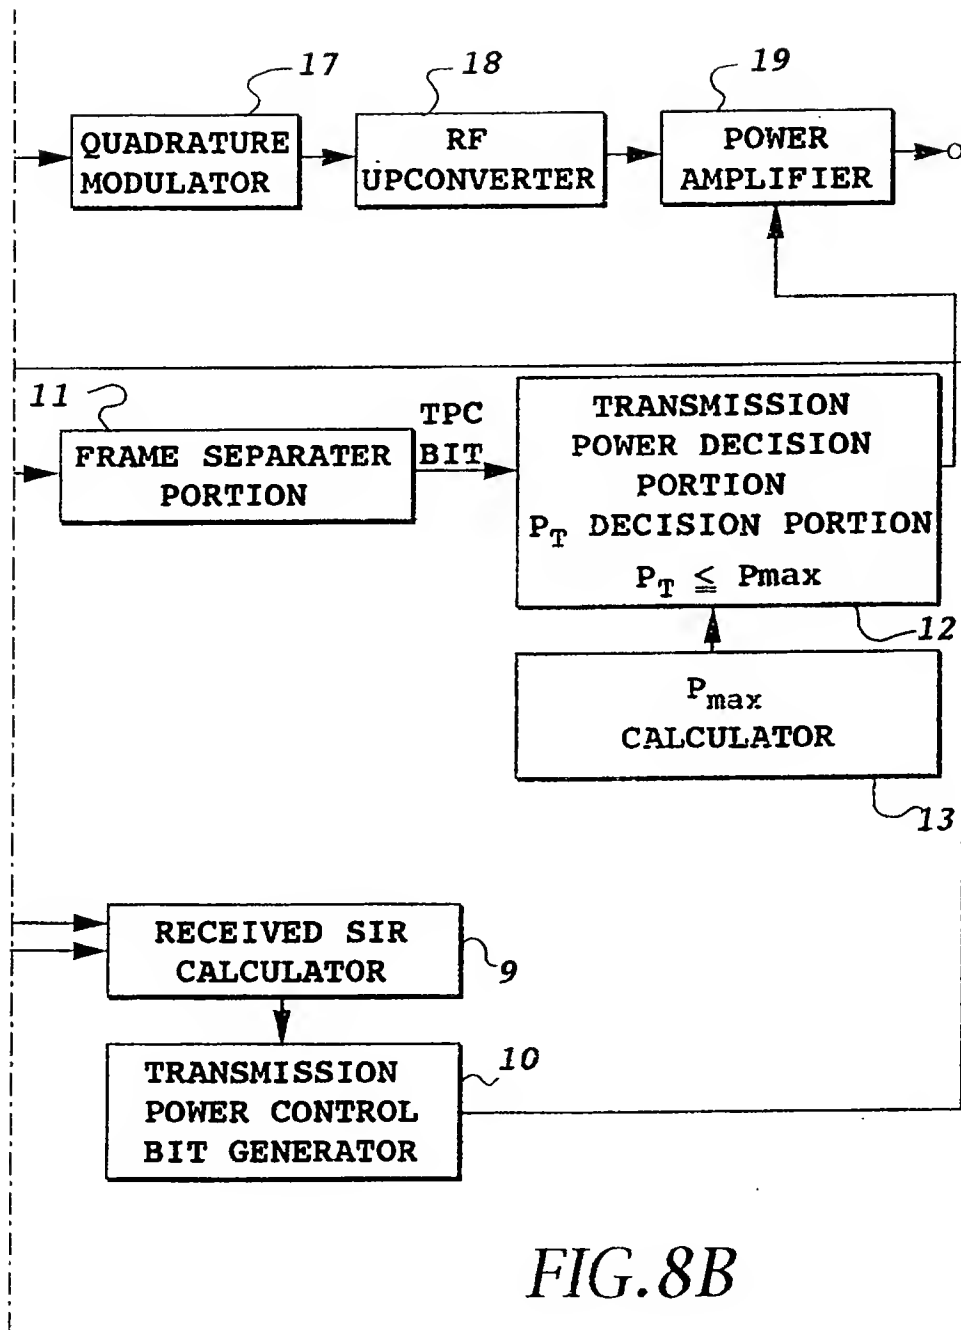 17
18
19
QUADRATURE
MODULATOR
RF
UPCONVERTER
POWER
AMPLIFIER
11
FRAME SEPARATER
PORTION
TPC
BIT
TRANSMISSION
POWER DECISION
PORTION
PT DECISION PORTION
PT ≦ Pmax
12
Pmax
CALCULATOR
13
RECEIVED SIR
CALCULATOR
9
10
TRANSMISSION
POWER CONTROL
BIT GENERATOR
FIG. 8B